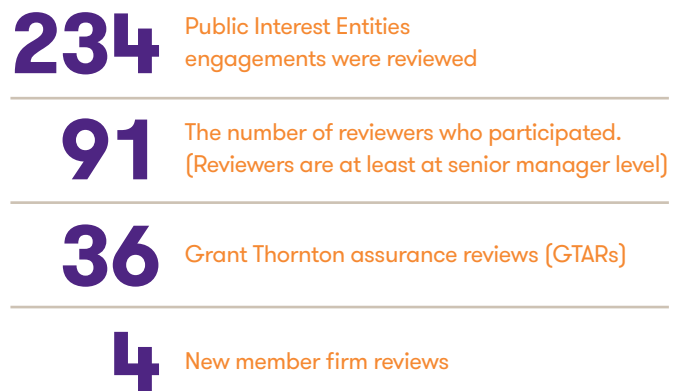 234 Public Interest Entities
engagements were reviewed
91 The number of reviewers who participated.
(Reviewers are at least at senior manager level)
36 Grant Thornton assurance reviews (GTARs)
4 New member firm reviews